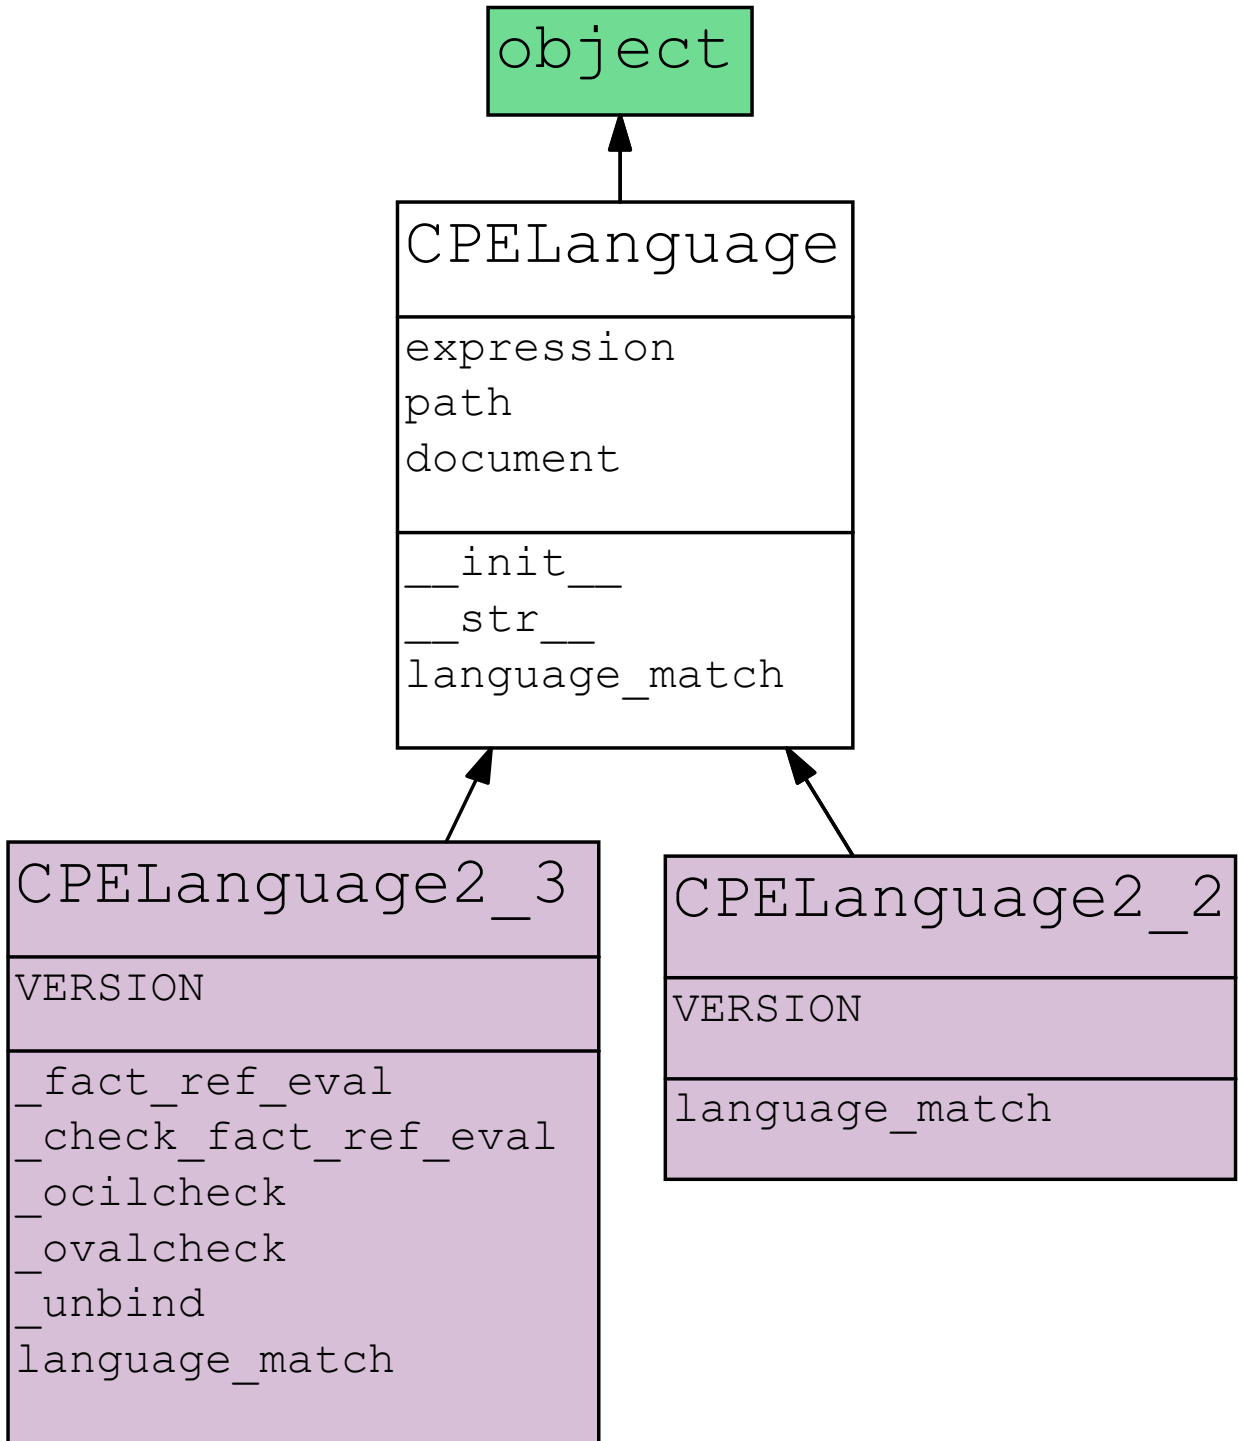 object
CPELanguage
expression
path
document
__init__
__str__
language_match
CPELanguage2_3
VERSION
_fact_ref_eval
_check_fact_ref_eval
_ocilcheck
_ovalcheck
_unbind
language_match
CPELanguage2_2
VERSION
language_match